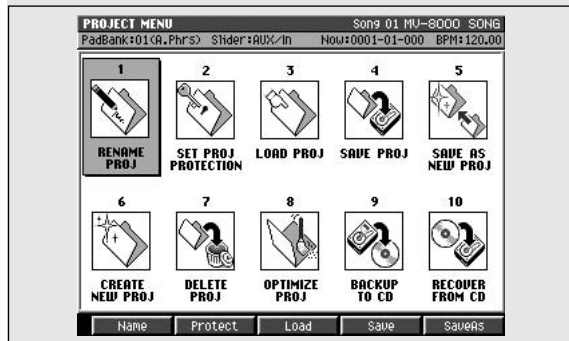 PROJECT MENU Song 01 MV-8000 SONG
PadBank:01(A.Phrs) Slider:AUX/In Now:0001-01-000 BPM:120.00
1 2 3 4 5
RENAME PROJ
SET PROJ PROTECTION
LOAD PROJ
SAVE PROJ
SAVE AS NEW PROJ
6 7 8 9 10
CREATE NEW PROJ
DELETE PROJ
OPTIMIZE PROJ
BACKUP TO CD
RECOVER FROM CD
Name Protect Load Save SaveAs